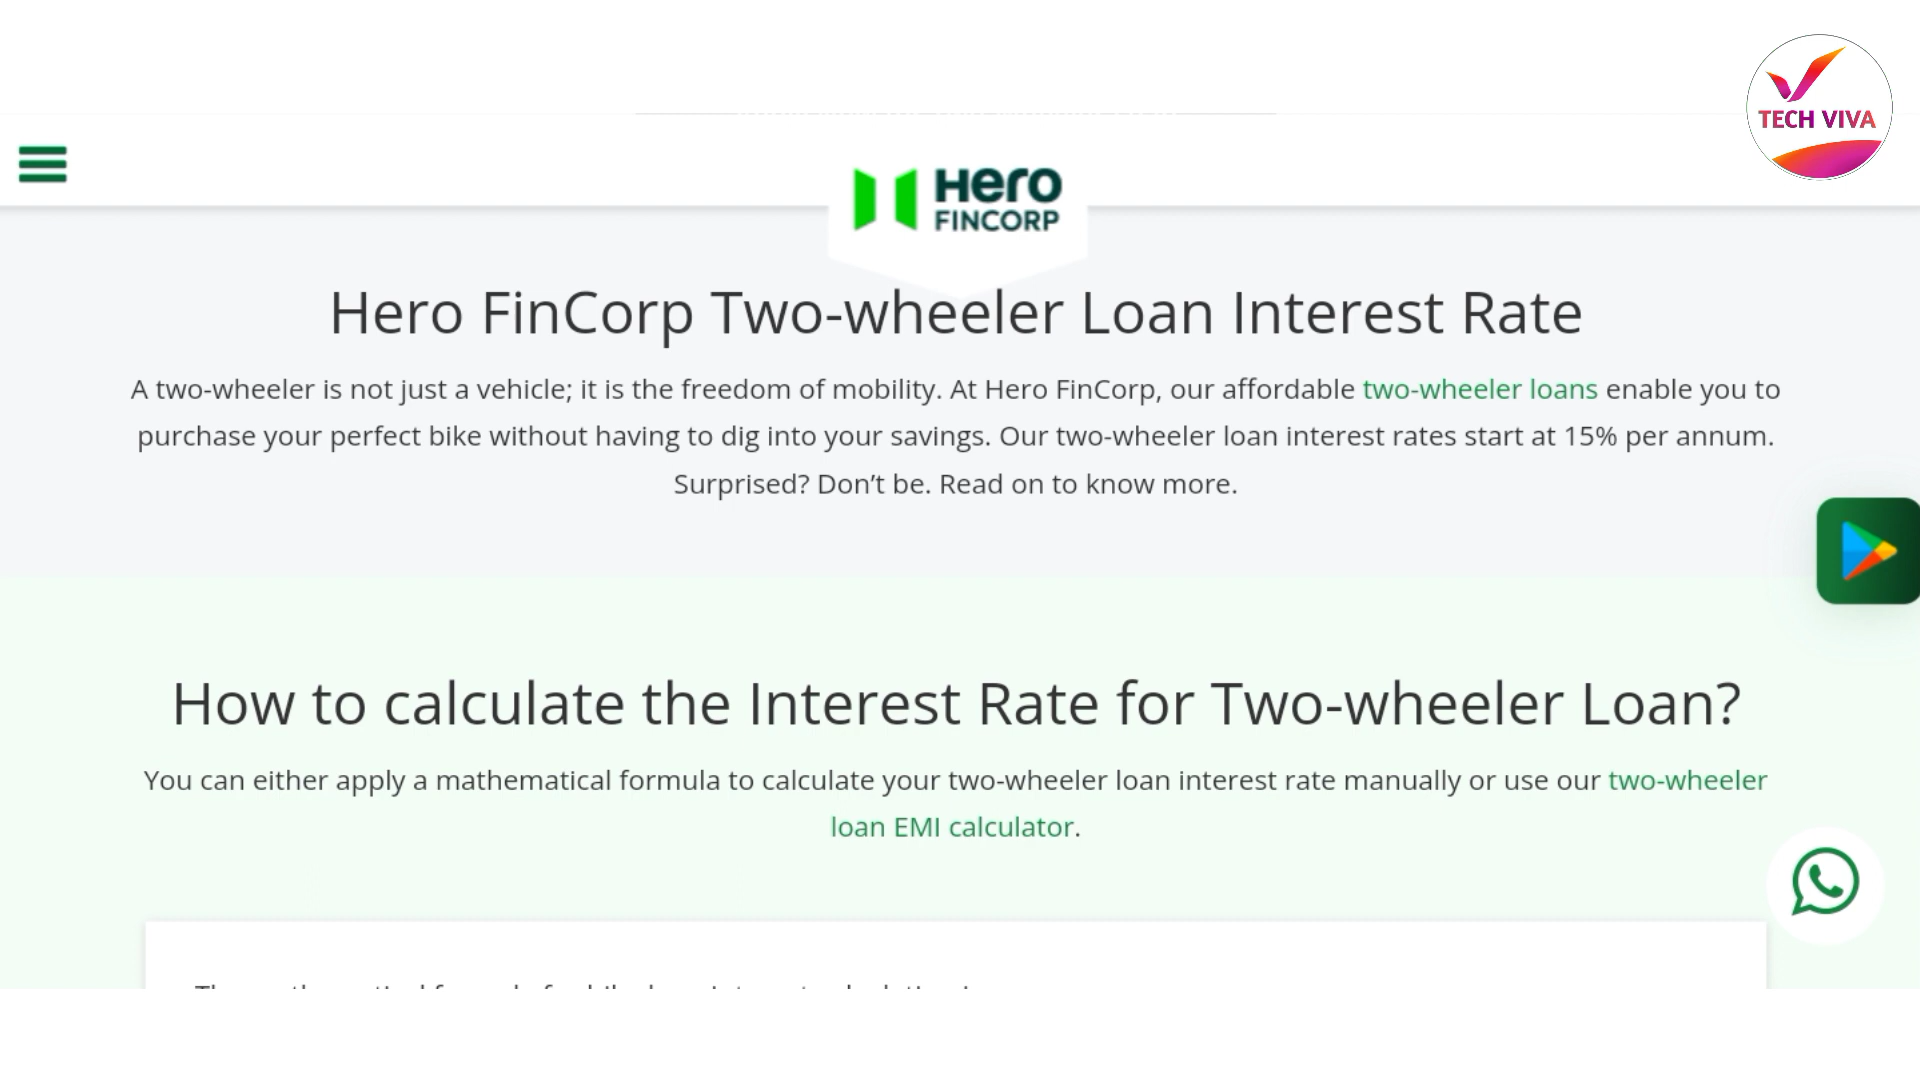 TECH VIVA
Hero
FINCORP
Hero FinCorp Two-wheeler Loan Interest Rate
A two-wheeler is not just a vehicle; it is the freedom of mobility. At Hero FinCorp, our affordable two-wheeler loans enable you to
purchase your perfect bike without having to dig into your savings. Our two-wheeler loan interest rates start at 15% per annum.
Surprised? Don’t be. Read on to know more.
How to calculate the Interest Rate for Two-wheeler Loan?
You can either apply a mathematical formula to calculate your two-wheeler loan interest rate manually or use our two-wheeler
loan EMI calculator.